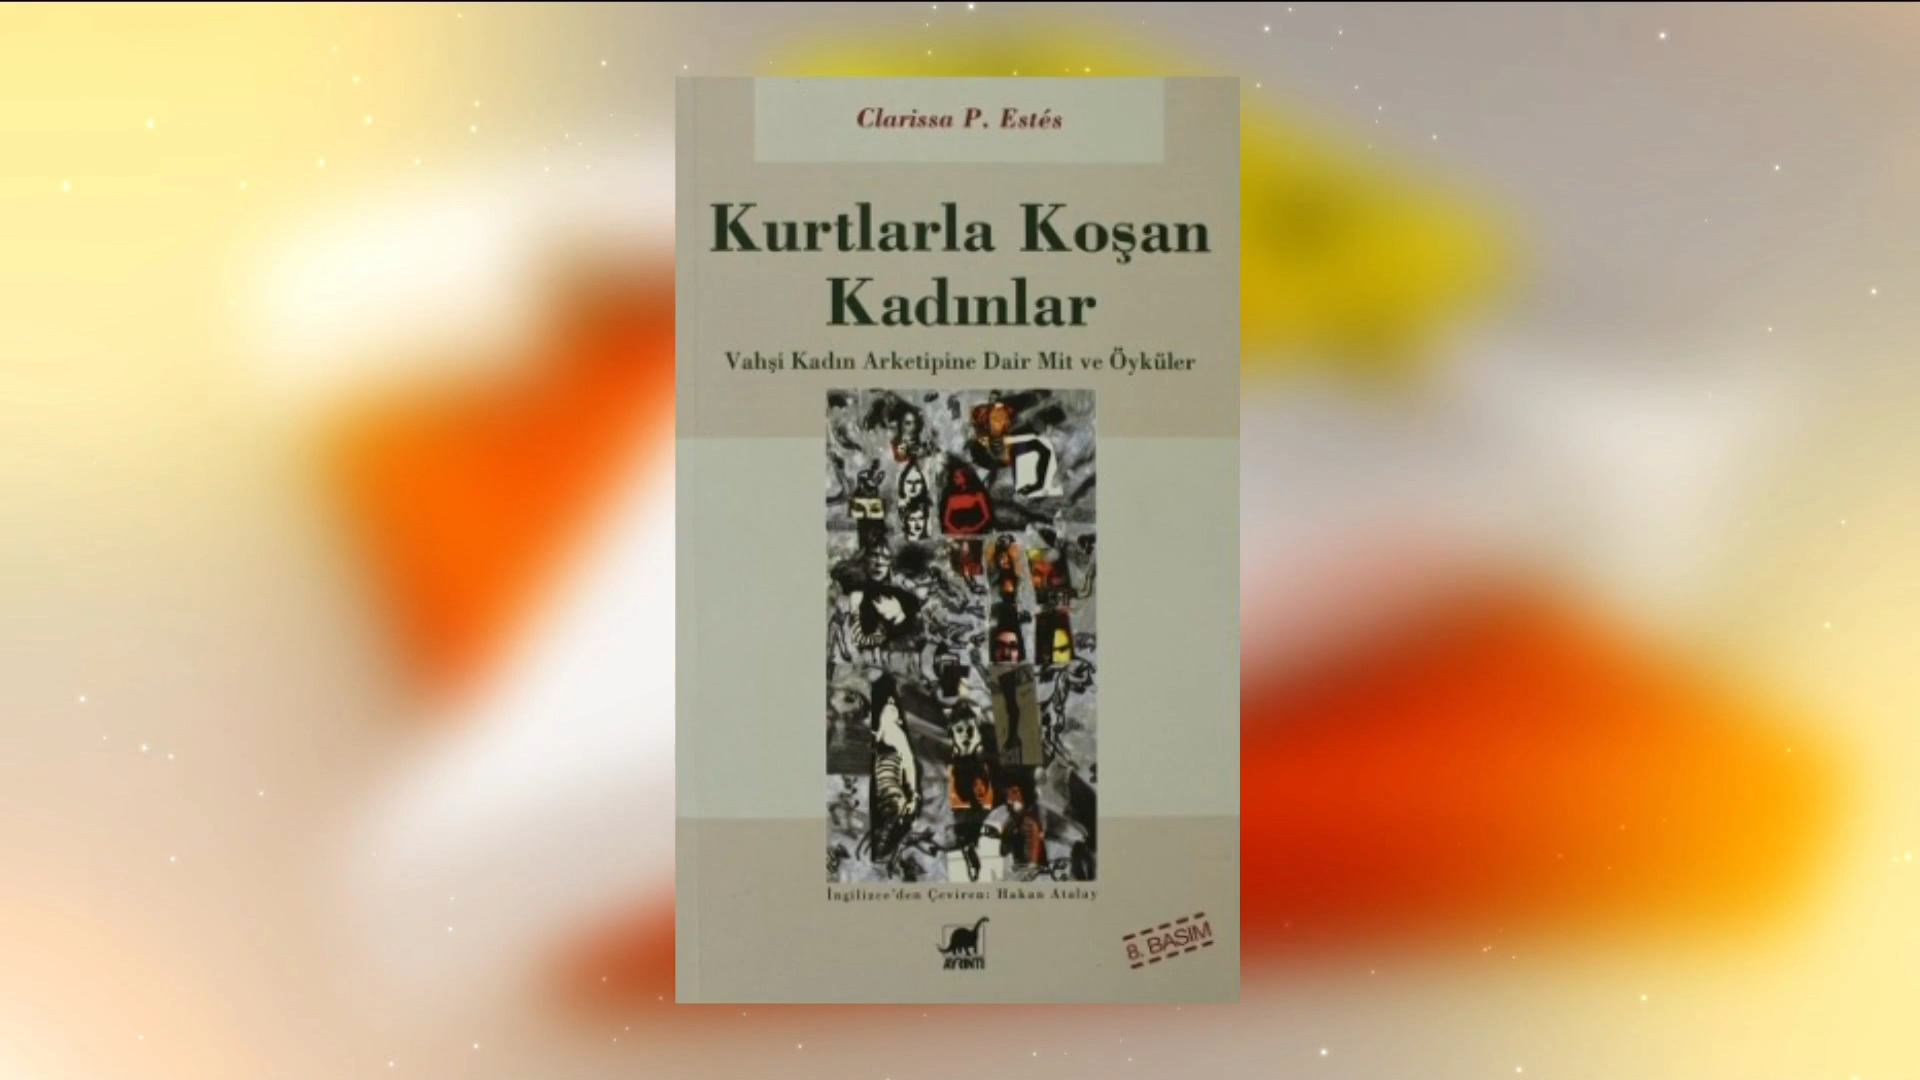 Clarissa P. Estés
Kurtlarla Koşan
Kadınlar
Vahşi Kadın Arketipine Dair Mit ve Öyküler
İngilizce'den Çeviren: Hakan Atalay
AYRINTI
8. BASIM